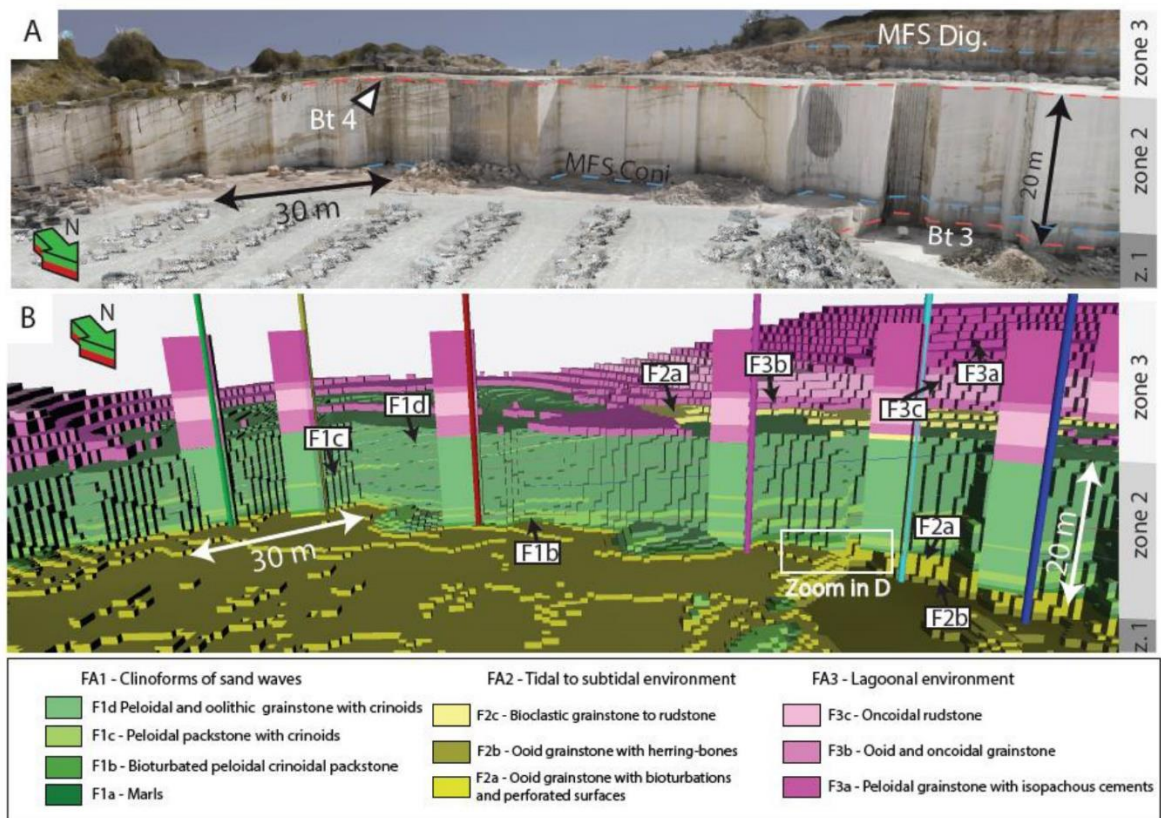 A
MFS Dig.
zone 3
Bt 4
zone 2
MFS Conj.
20 m
30 m
N
Bt 3
z. 1
B
N
F2a
F3b
F3a
zone 3
F1d
F3c
F1c
zone 2
F2a
20 m
30 m
F1b
Zoom in D
F2b
z. 1
FA1 - Clinoforms of sand waves
F1d Peloidal and oolithic grainstone with crinoids
F1c - Peloidal packstone with crinoids
F1b - Bioturbated peloidal crinoidal packstone
F1a - Marls
FA2 - Tidal to subtidal environment
F2c - Bioclastic grainstone to rudstone
F2b - Ooid grainstone with herring-bones
F2a - Ooid grainstone with bioturbations
and perforated surfaces
FA3 - Lagoonal environment
F3c - Oncoidal rudstone
F3b - Ooid and oncoidal grainstone
F3a - Peloidal grainstone with isopachous cements